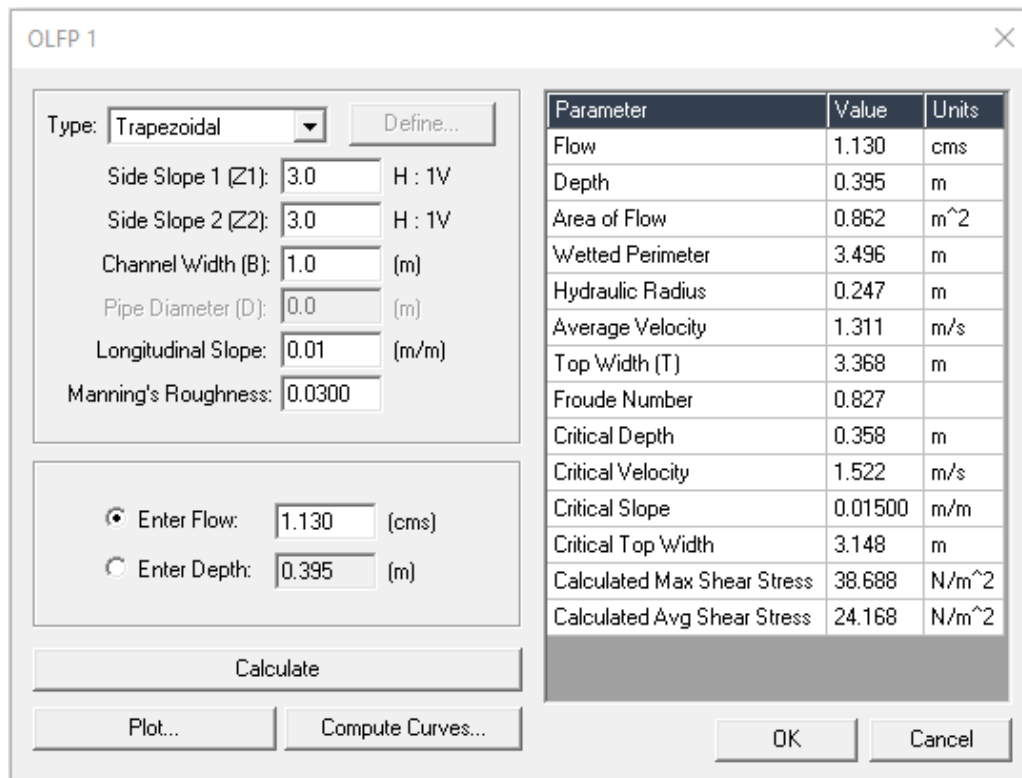 OLFP 1
Type: Trapezoidal Define...
Side Slope 1 (Z1): 3.0 H : 1V
Side Slope 2 (Z2): 3.0 H : 1V
Channel Width (B): 1.0 (m)
Pipe Diameter (D): 0.0 (m)
Longitudinal Slope: 0.01 (m/m)
Manning's Roughness: 0.0300
Enter Flow: 1.130 (cms)
Enter Depth: 0.395 (m)
Calculate
Plot... Compute Curves...
Parameter Value Units
Flow 1.130 cms
Depth 0.395 m
Area of Flow 0.862 m^2
Wetted Perimeter 3.496 m
Hydraulic Radius 0.247 m
Average Velocity 1.311 m/s
Top Width (T) 3.368 m
Froude Number 0.827
Critical Depth 0.358 m
Critical Velocity 1.522 m/s
Critical Slope 0.01500 m/m
Critical Top Width 3.148 m
Calculated Max Shear Stress 38.688 N/m^2
Calculated Avg Shear Stress 24.168 N/m^2
OK Cancel